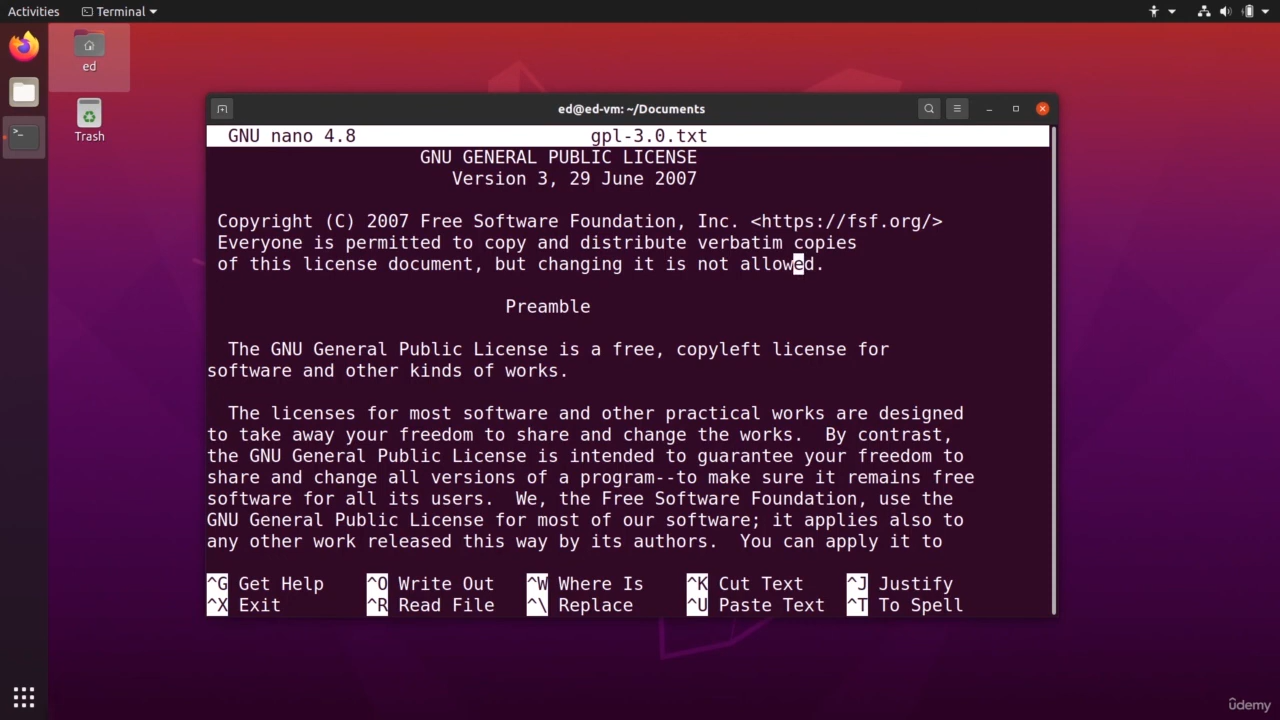 Activities
Terminal
ed
Trash
ed@ed-vm: ~/Documents
GNU nano 4.8 gpl-3.0.txt
GNU GENERAL PUBLIC LICENSE
Version 3, 29 June 2007
Copyright (C) 2007 Free Software Foundation, Inc. <https://fsf.org/>
Everyone is permitted to copy and distribute verbatim copies
of this license document, but changing it is not allowed.
Preamble
The GNU General Public License is a free, copyleft license for
software and other kinds of works.
The licenses for most software and other practical works are designed
to take away your freedom to share and change the works.  By contrast,
the GNU General Public License is intended to guarantee your freedom to
share and change all versions of a program--to make sure it remains free
software for all its users.  We, the Free Software Foundation, use the
GNU General Public License for most of our software; it applies also to
any other work released this way by its authors.  You can apply it to
^G Get Help ^O Write Out ^W Where Is ^K Cut Text ^J Justify
^X Exit ^R Read File ^\ Replace ^U Paste Text ^T To Spell
udemy